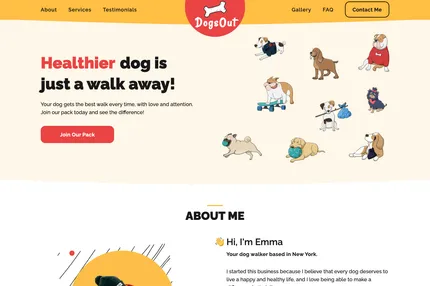 About
Services
Testimonials
DogsOut
Gallery
FAQ
Contact Me
Healthier dog is
just a walk away!
Your dog gets the best walk every time, with love and attention.
Join our pack today and see the difference!
Join Our Pack
ABOUT ME
👋 Hi, I'm Emma
Your dog walker based in New York.
I started this business because I believe that every dog deserves to
live a happy and healthy life, and I love being able to make a